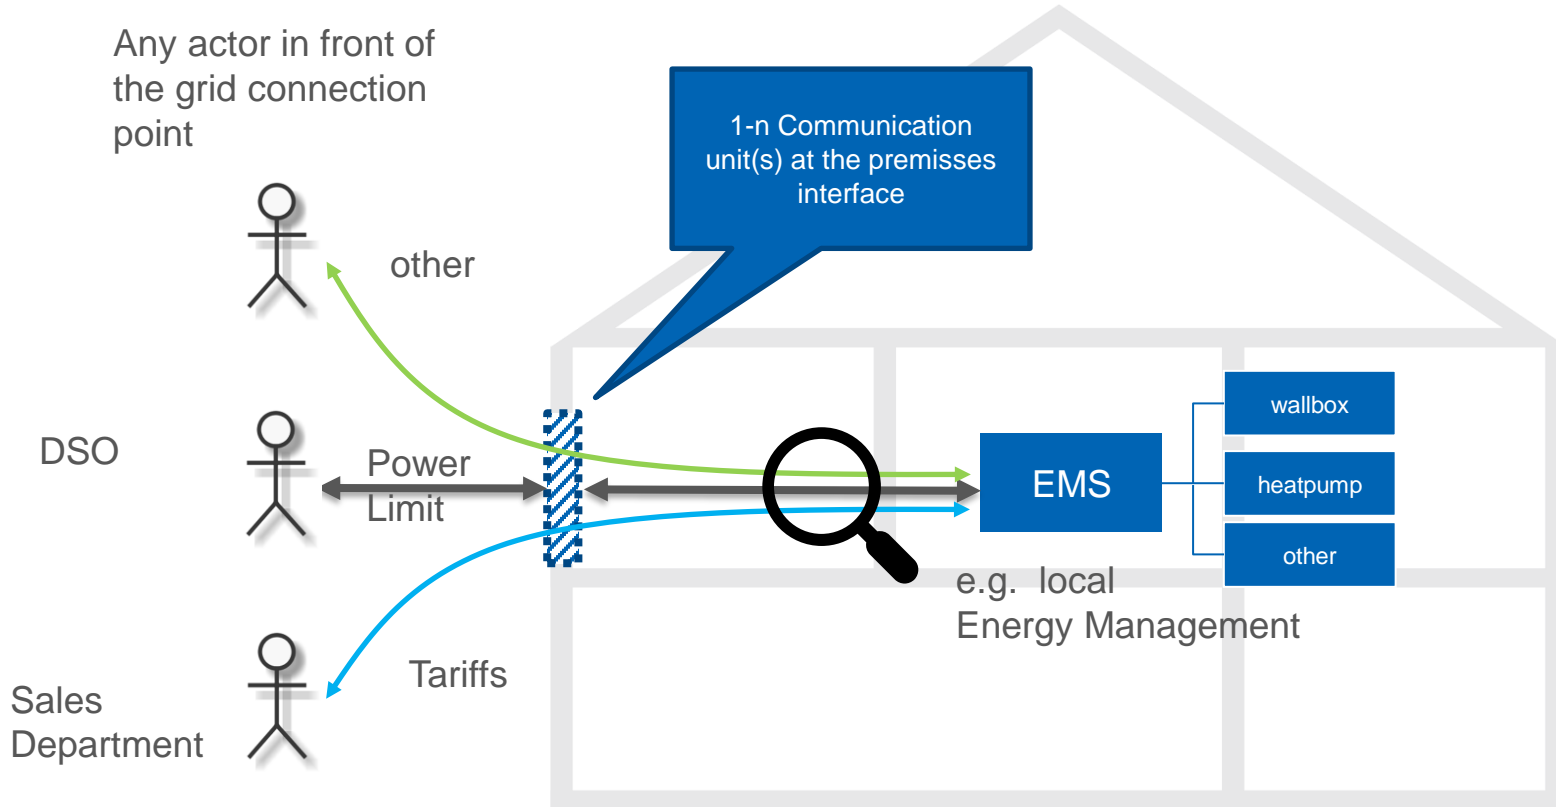 Any actor in front of
the grid connection
point
1-n Communication
unit(s) at the premisses
interface
other
DSO
Power
Limit
EMS
wallbox
heatpump
other
e.g. local
Energy Management
Tariffs
Sales
Department